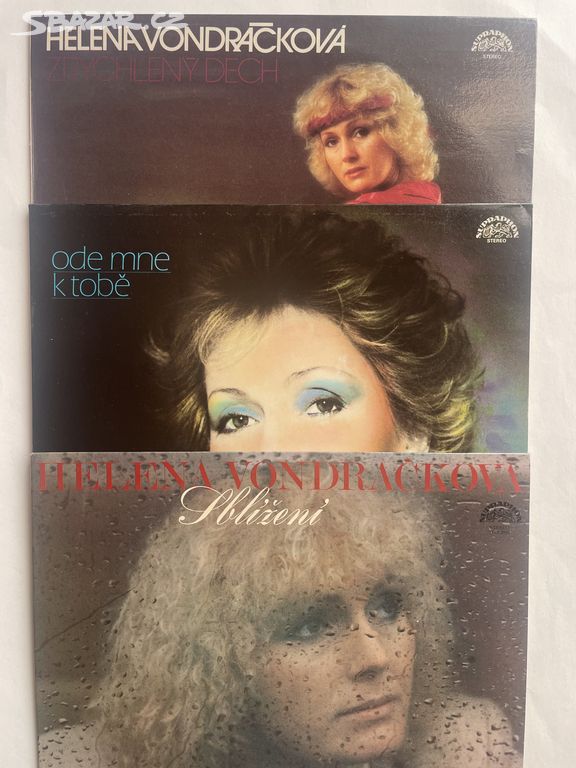 SBAZAR.CZ
HELENA VONDRÁČKOVÁ
ZRYCHLENÝ DECH
SUPRAPHON
STEREO
ode mne
k tobě
SUPRAPHON
STEREO
HELENA VONDRÁČKOVÁ
Sblížení
SUPRAPHON